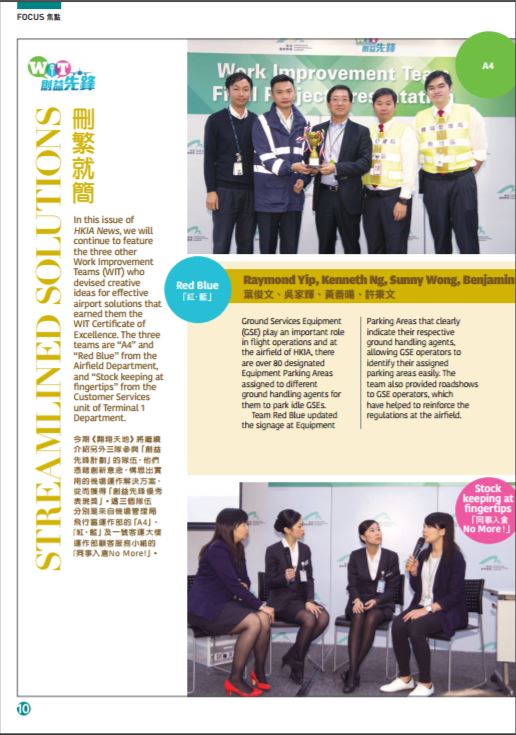 FOCUS 焦點
WiT
創益先鋒
STREAMLINED SOLUTIONS
刪繁就簡
In this issue of
HKIA News, we will
continue to feature
the three other
Work Improvement
Teams (WIT) who
devised creative
ideas for effective
airport solutions that
earned them the
WIT Certificate of
Excellence. The three
teams are “A4” and
“Red Blue” from the
Airfield Department,
and “Stock keeping at
fingertips” from the
Customer Services
unit of Terminal 1
Department.
今期《翱翔天地》將繼續
介紹另外三隊參與「創益
先鋒計劃」的隊伍，他們
憑藉創新意念，構思出實
用的機場運作解決方案，
從而獲得「創益先鋒優秀
表現獎」。這三個隊伍
分別是來自機場管理局
飛行區運作部的「A4」、
「紅•藍」及一號客運大樓
運作部顧客服務小組的
「同事入倉No More!」。
創益先鋒
Work Improvement Team
Final Project Presentation
A4
Red Blue
「紅•藍」
Raymond Yip, Kenneth Ng, Sunny Wong, Benjamin
葉俊文、吳家輝、黃善暘、許秉文
Ground Services Equipment
(GSE) play an important role
in flight operations and at
the airfield of HKIA, there
are over 80 designated
Equipment Parking Areas
assigned to different
ground handling agents for
them to park idle GSEs.
Team Red Blue updated
the signage at Equipment
Parking Areas that clearly
indicate their respective
ground handling agents,
allowing GSE operators to
identify their assigned
parking areas easily. The
team also provided roadshows
to GSE operators, which
have helped to reinforce the
regulations at the airfield.
Stock
keeping at
fingertips
「同事入倉
No More!」
10